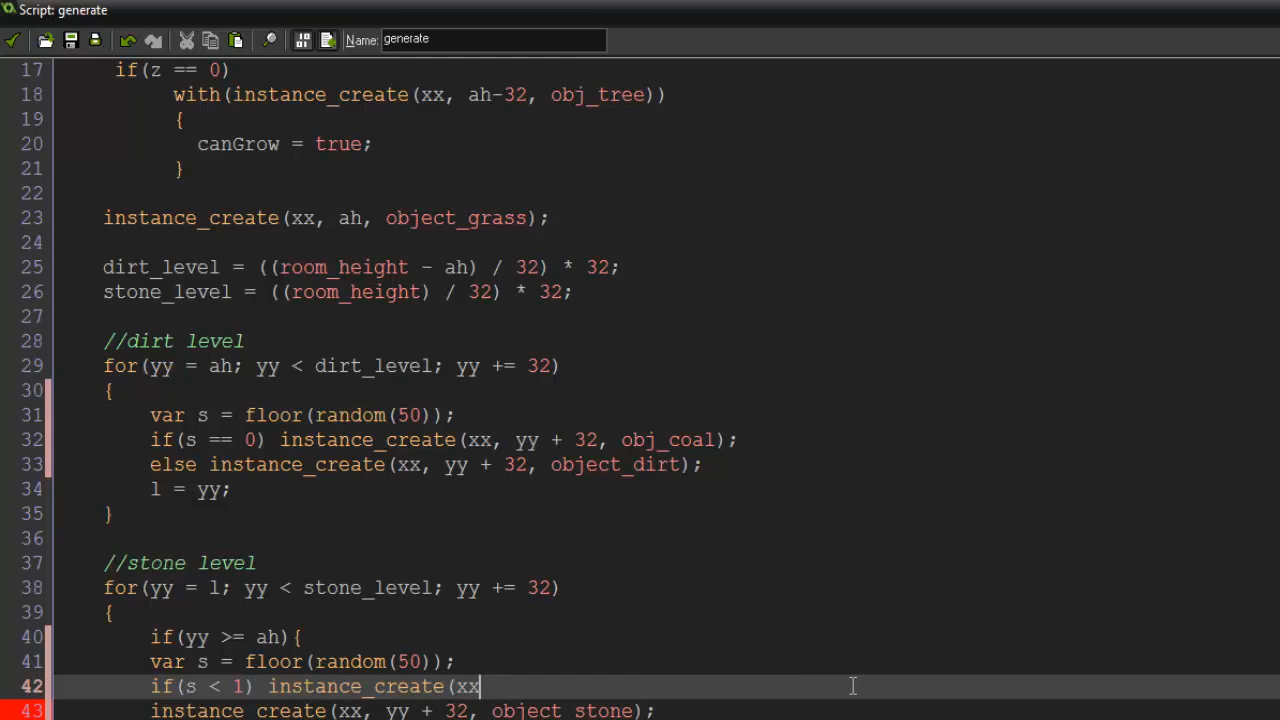 Script: generate
Name: generate
17 if(z == 0)
18 with(instance_create(xx, ah-32, obj_tree))
19 {
20 canGrow = true;
21 }
22
23 instance_create(xx, ah, object_grass);
24
25 dirt_level = ((room_height - ah) / 32) * 32;
26 stone_level = ((room_height) / 32) * 32;
27
28 //dirt level
29 for(yy = ah; yy < dirt_level; yy += 32)
30 {
31 var s = floor(random(50));
32 if(s == 0) instance_create(xx, yy + 32, obj_coal);
33 else instance_create(xx, yy + 32, object_dirt);
34 l = yy;
35 }
36
37 //stone level
38 for(yy = l; yy < stone_level; yy += 32)
39 {
40 if(yy >= ah){
41 var s = floor(random(50));
42 if(s < 1) instance_create(xx
43 instance_create(xx, yy + 32, object_stone);